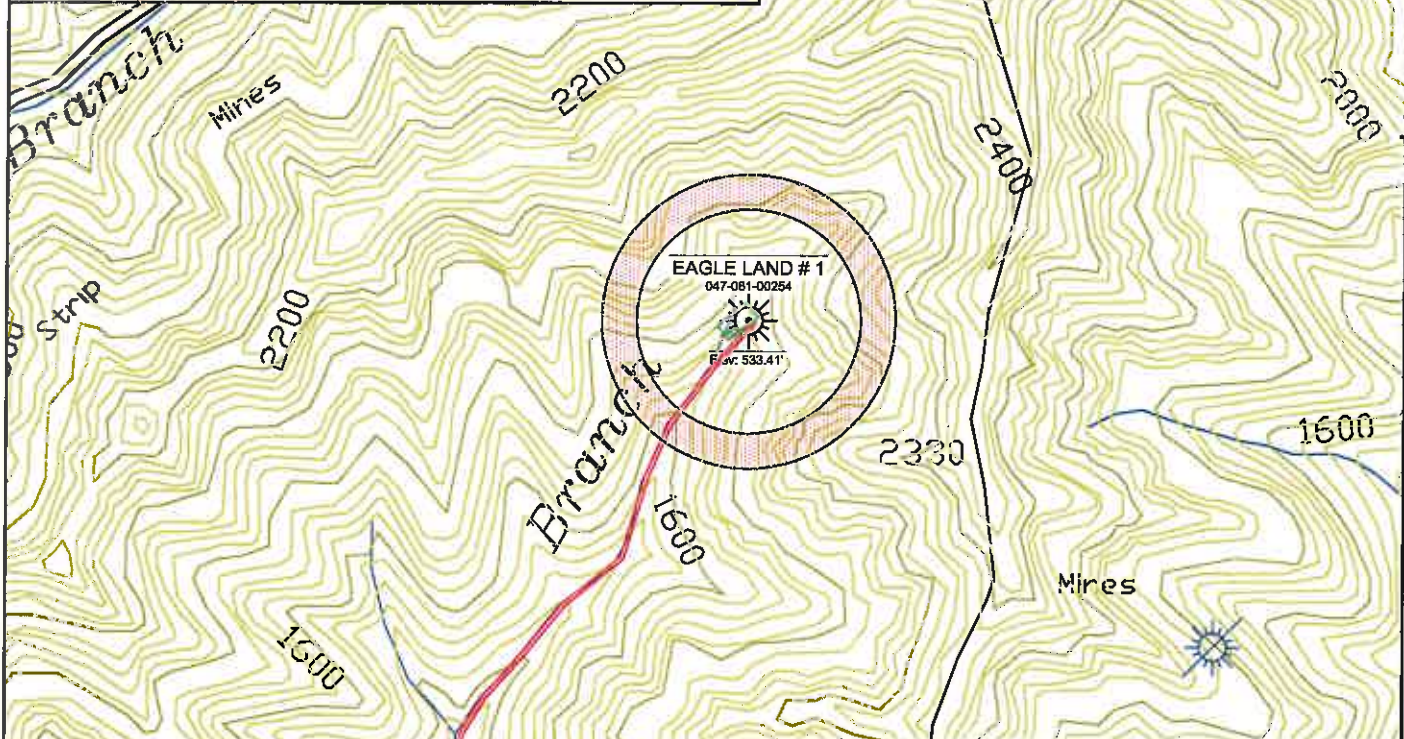 Branch
Mines
2200
2400
2000
EAGLE LAND # 1
047-081-00254
Elev: 533.41'
Strip
2200
Branch
2330
1600
1600
Mines
1600